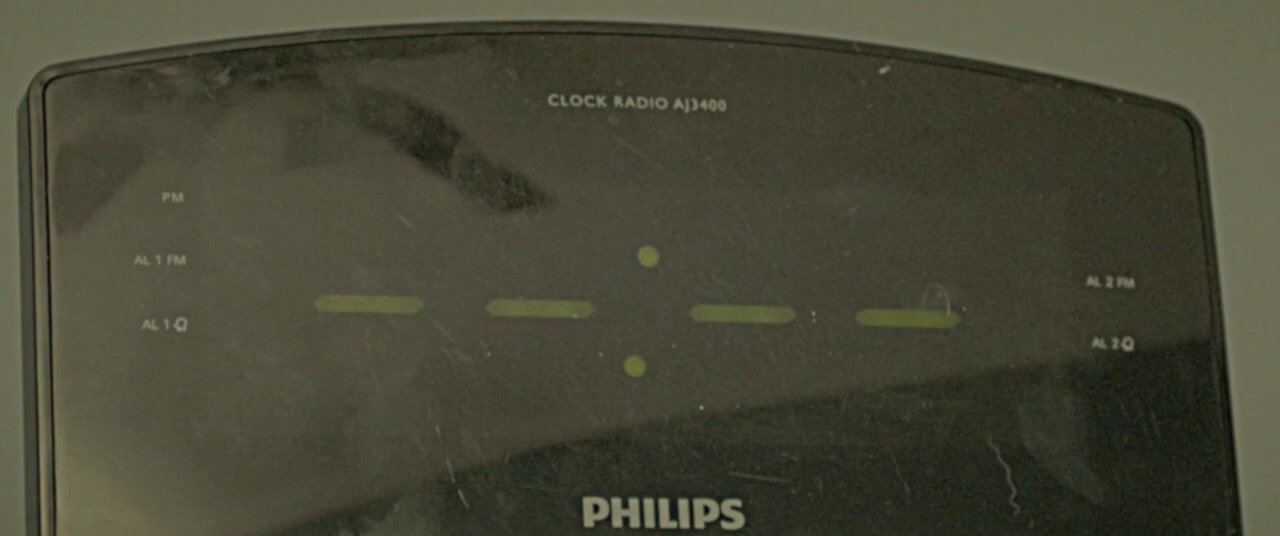 CLOCK RADIO AJ3400
PM
AL 1 FM
AL 2 FM
--:--
AL 1
AL 2
PHILIPS